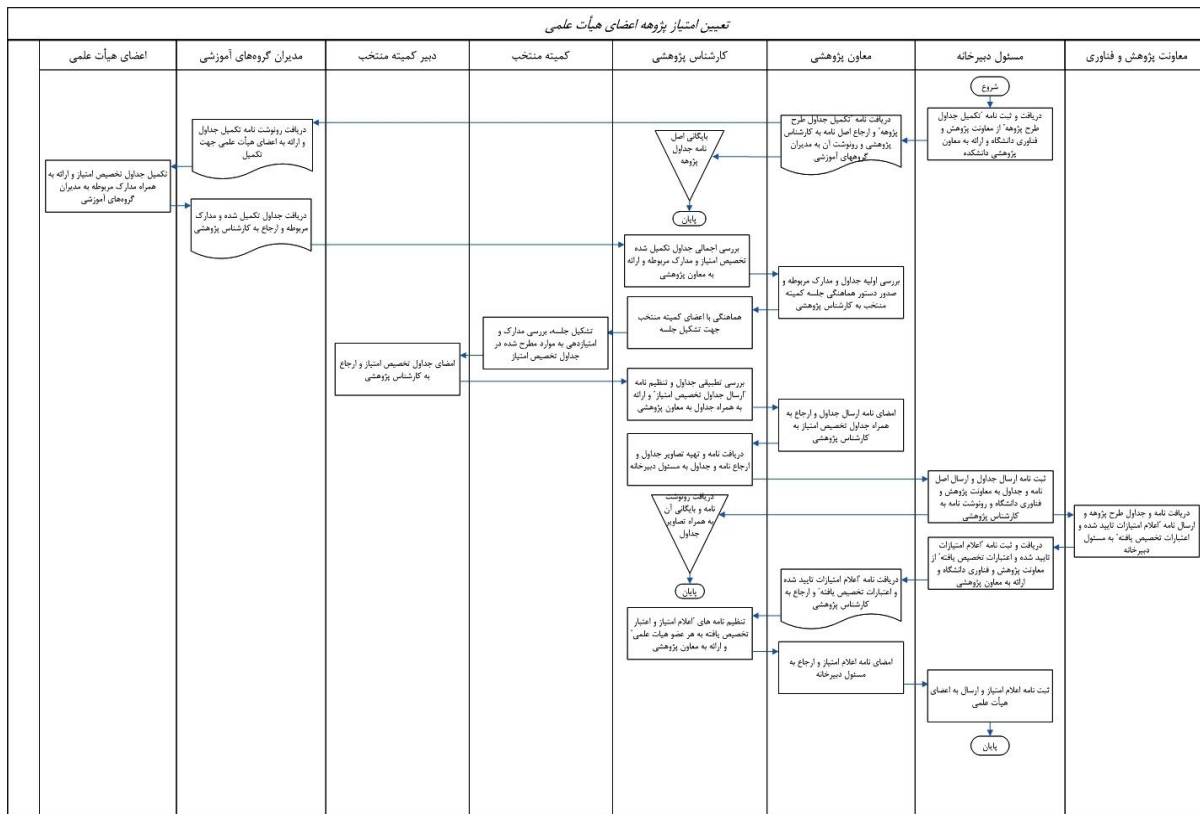 تعیین امتیاز پژوهه اعضای هیأت علمی
معاونت پژوهش و فناوری
مسئول دبیرخانه
معاون پژوهشی
کارشناس پژوهشی
کمیته منتخب
دبیر کمیته منتخب
مدیران گروه‌های آموزشی
اعضای هیأت علمی
شروع
دریافت و ثبت نامه "تکمیل جداول
طرح پژوهه" از معاونت پژوهش و
فناوری دانشگاه و ارائه به معاون
پژوهشی دانشکده
دریافت نامه "تکمیل جداول طرح
پژوهه" و ارجاع اصل نامه به کارشناس
پژوهشی و رونوشت آن به مدیران
گروههای آموزشی
بایگانی اصل
نامه جداول
پژوهه
پایان
دریافت رونوشت نامه تکمیل جداول
و ارائه به اعضای هیأت علمی جهت
تکمیل
تکمیل جداول تخصیص امتیاز و ارائه به
همراه مدارک مربوطه به مدیران
گروه‌های آموزشی
دریافت جداول تکمیل شده و مدارک
مربوطه و ارجاع به کارشناس پژوهشی
بررسی اجمالی جداول تکمیل شده
تخصیص امتیاز و مدارک مربوطه و ارائه
به معاون پژوهشی
بررسی اولیه جداول و مدارک مربوطه و
صدور دستور هماهنگی جلسه کمیته
منتخب به کارشناس پژوهشی
هماهنگی با اعضای کمیته منتخب
جهت تشکیل جلسه
تشکیل جلسه، بررسی مدارک و
امتیازدهی به موارد مطرح شده در
جداول تخصیص امتیاز
امضای جداول تخصیص امتیاز و ارجاع
به کارشناس پژوهشی
بررسی تطبیقی جداول و تنظیم نامه
"ارسال جداول تخصیص امتیاز" و ارائه
به همراه جداول به معاون پژوهشی
امضای نامه ارسال جداول و ارجاع به
همراه جداول تخصیص امتیاز به
کارشناس پژوهشی
دریافت نامه و تهیه تصاویر جداول و
ارجاع نامه و جداول به مسئول دبیرخانه
ثبت نامه ارسال جداول و ارسال اصل
نامه و جداول به معاونت پژوهش و
فناوری دانشگاه و رونوشت نامه به
کارشناس پژوهشی
دریافت رونوشت
نامه و بایگانی آن
به همراه تصاویر
جداول
پایان
دریافت نامه و جداول طرح پژوهه و
ارسال نامه "اعلام امتیازات تایید شده و
اعتبارات تخصیص یافته" به مسئول
دبیرخانه
دریافت و ثبت نامه "اعلام امتیازات
تایید شده و اعتبارات تخصیص یافته" از
معاونت پژوهش و فناوری دانشگاه و
ارائه به معاون پژوهشی
دریافت نامه "اعلام امتیازات تایید شده
و اعتبارات تخصیص یافته" و ارجاع به
کارشناس پژوهشی
تنظیم نامه های "اعلام امتیاز و اعتبار
تخصیص یافته به هر عضو هیات علمی"
و ارائه به معاون پژوهشی
امضای نامه اعلام امتیاز و ارجاع به
مسئول دبیرخانه
ثبت نامه اعلام امتیاز و ارسال به اعضای
هیأت علمی
پایان